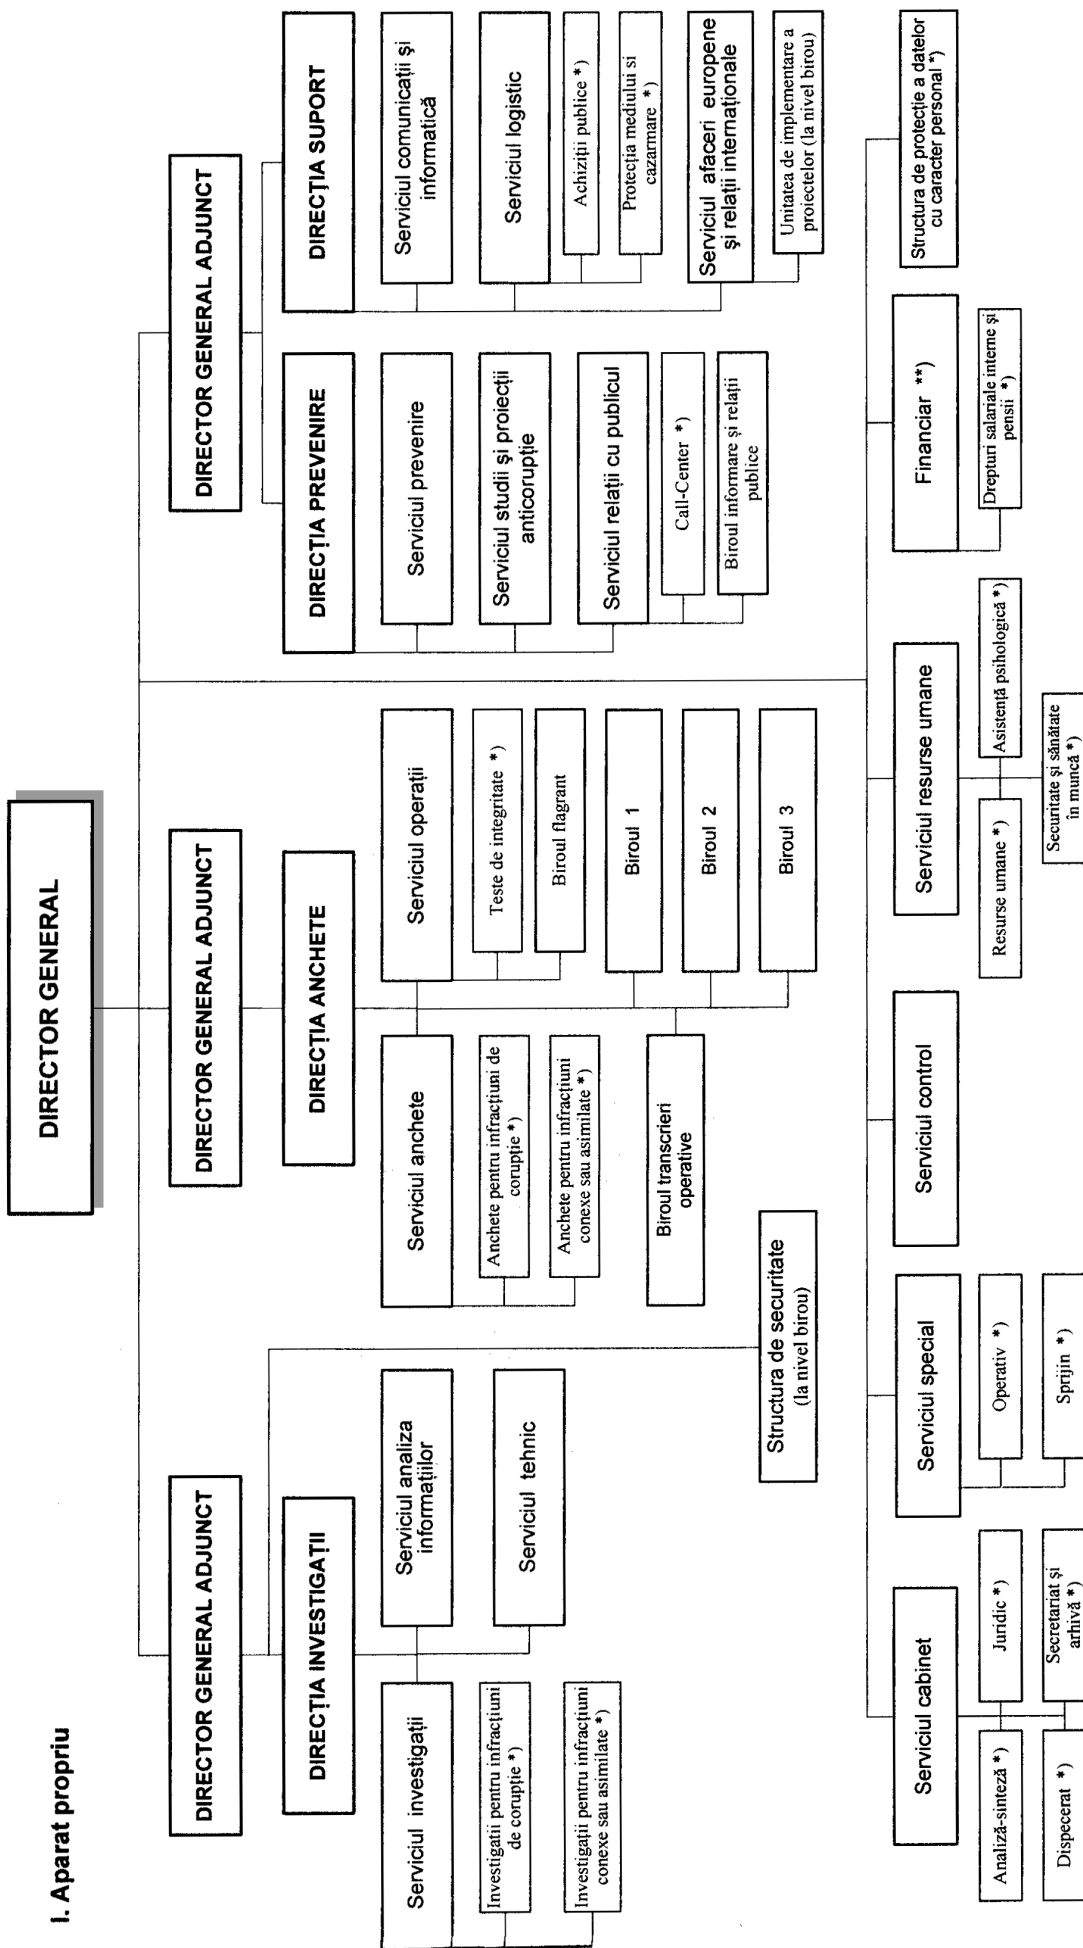 I. Aparat propriu
DIRECTOR GENERAL
DIRECTOR GENERAL ADJUNCT
DIRECTOR GENERAL ADJUNCT
DIRECTOR GENERAL ADJUNCT
DIRECȚIA INVESTIGAȚII
DIRECȚIA ANCHETE
DIRECȚIA PREVENIRE
DIRECȚIA SUPORT
Serviciul investigații
Investigatii pentru infracțiuni
de corupție *)
Investigații pentru infracțiuni
conexe sau asimilate *)
Serviciul analiza
informațiilor
Serviciul tehnic
Structura de securitate
(la nivel birou)
Serviciul anchete
Anchete pentru infracțiuni de
corupție *)
Anchete pentru infracțiuni
conexe sau asimilate *)
Biroul transcrieri
operative
Serviciul operații
Teste de integritate *)
Biroul flagrant
Biroul 1
Biroul 2
Biroul 3
Serviciul prevenire
Serviciul studii și proiecții
anticorupție
Serviciul relații cu publicul
Call-Center *)
Biroul informare și relații
publice
Serviciul comunicații și
informatică
Serviciul logistic
Achiziții publice *)
Protecția mediului si
cazarmare *)
Serviciul afaceri europene
și relații internaționale
Unitatea de implementare a
proiectelor (la nivel birou)
Serviciul cabinet
Analiză-sinteză *)
Juridic *)
Dispecerat *)
Secretariat și
arhivă *)
Serviciul special
Operativ *)
Sprijin *)
Serviciul control
Serviciul resurse umane
Resurse umane *)
Asistență psihologică *)
Securitate și sănătate
în muncă *)
Financiar **)
Drepturi salariale interne și
pensii *)
Structura de protecție a datelor
cu caracter personal *)